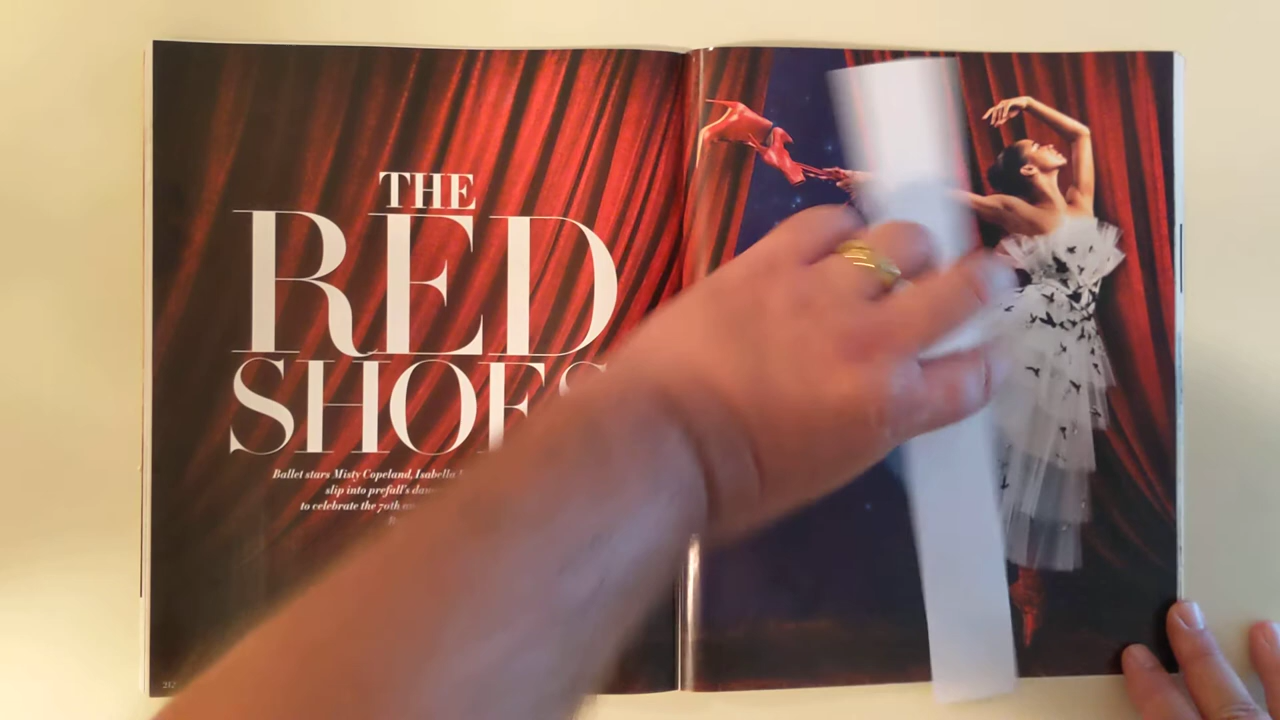 THE
RED
SHOES
Ballet stars Misty Copeland, Isabella
slip into prefall's
to celebrate the 70th